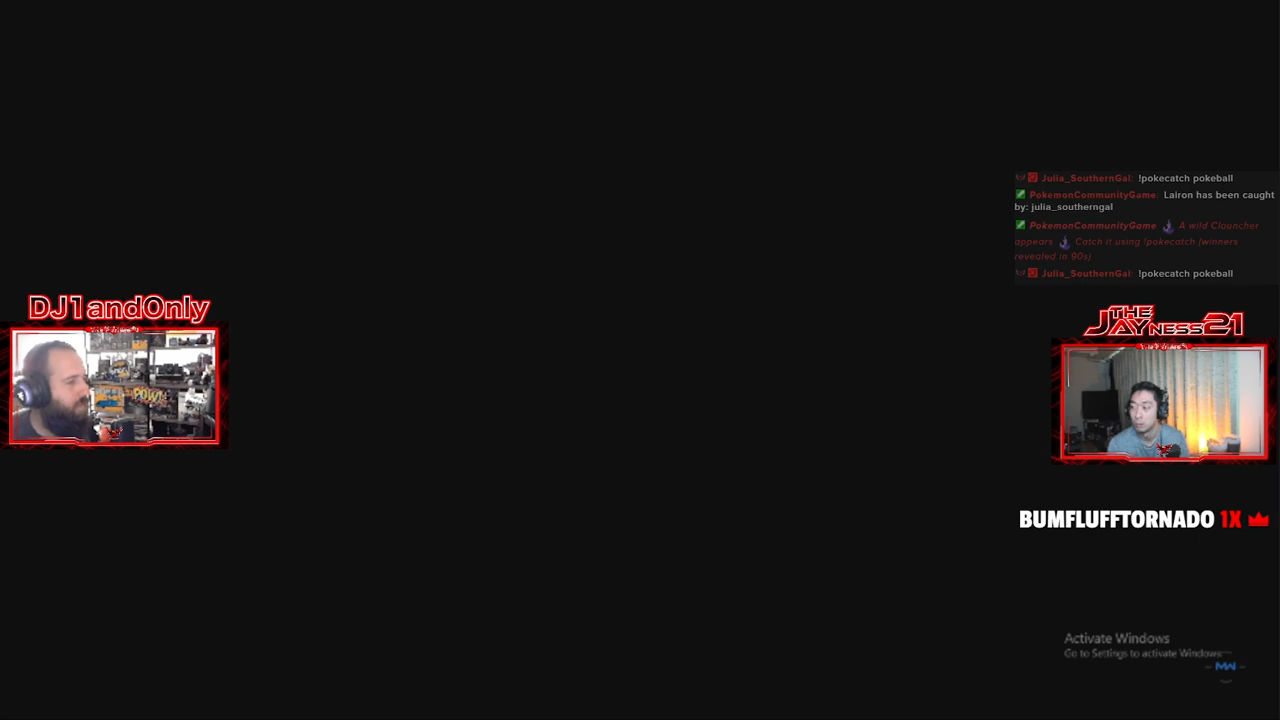 Julia_SouthernGal: !pokecatch pokeball
PokemonCommunityGame: Lairon has been caught
by: julia_southerngal
PokemonCommunityGame A wild Clauncher
appears Catch it using !pokecatch (winners
revealed in 90s)
Julia_SouthernGal: !pokecatch pokeball
DJ1andOnly
THE
JAYNESS21
POW!
BUMFLUFFTORNADO 1X
Activate Windows
Go to Settings to activate Windows.
MW